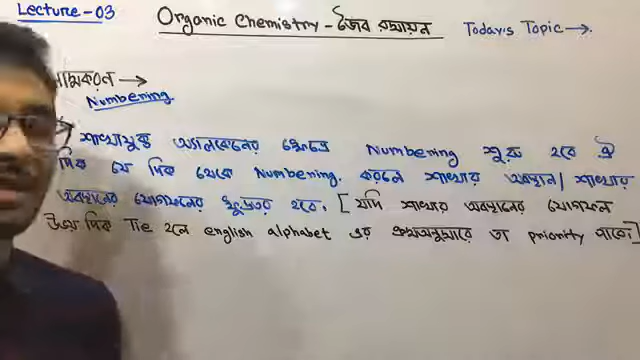 Lecture - 03
Organic Chemistry - জৈব রসায়ন
Today's Topic →.
নামকরণ →
Numbering
শাখাযুক্ত অ্যালকেনের ক্ষেত্রে Numbering শুরু হবে ঐ
দিক যে দিক থেকে Numbering. করলে শাখার অবস্থান/শাখার
অবস্থানের যোগফলের ক্ষুদ্রতর হবে. [যদি শাখার অবস্থানের যোগফল
উভয় দিক Tie হলে english alphabet এর ক্রমঅনুসারে তা priority পাবে।]